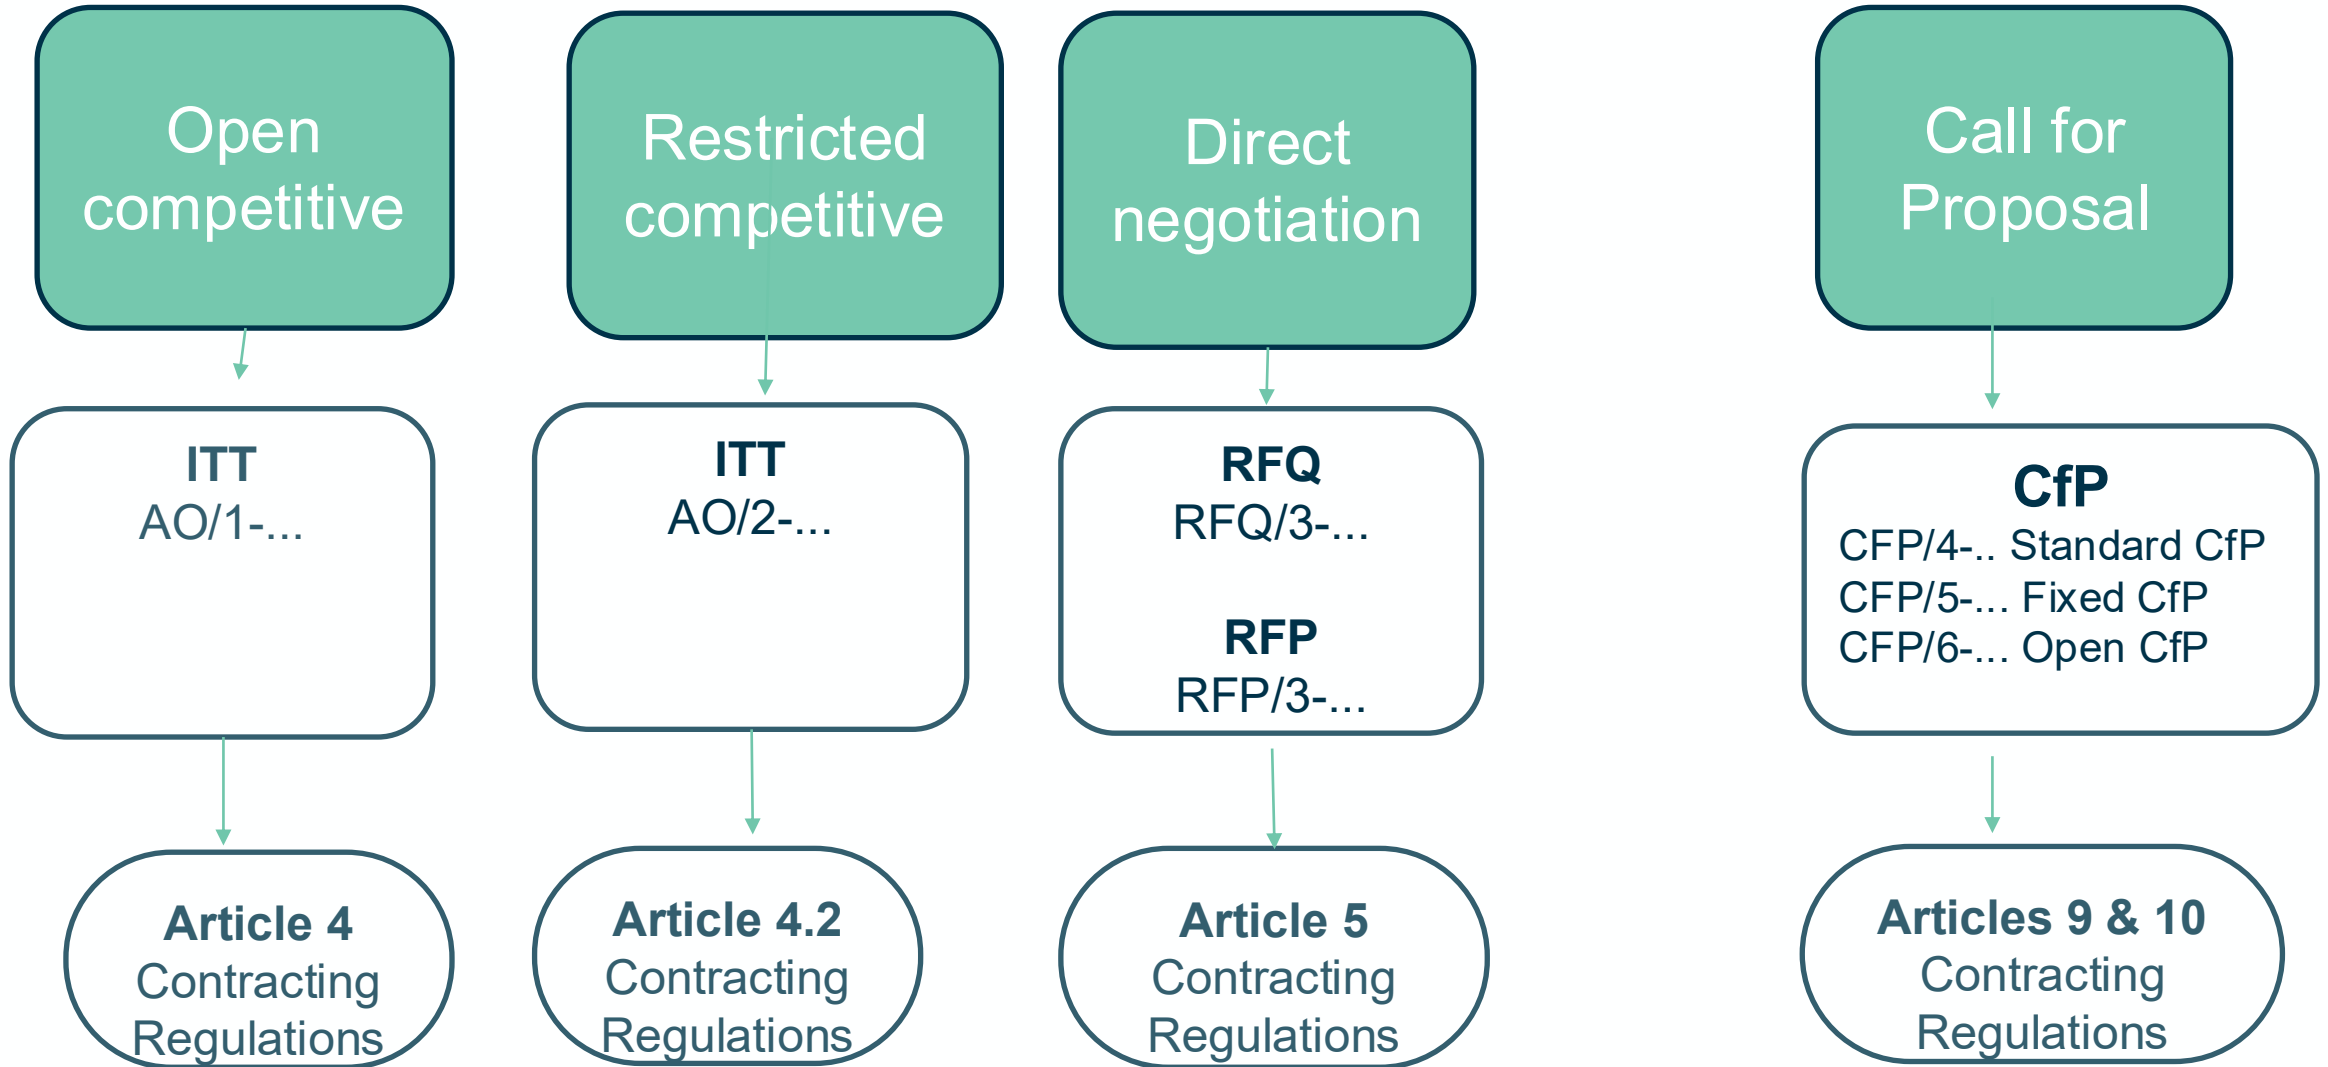 Open
competitive
Restricted
competitive
Direct
negotiation
Call for
Proposal
ITT
AO/1-...
ITT
AO/2-...
RFQ
RFQ/3-...
RFP
RFP/3-...
CfP
CFP/4-.. Standard CfP
CFP/5-... Fixed CfP
CFP/6-... Open CfP
Article 4
Contracting
Regulations
Article 4.2
Contracting
Regulations
Article 5
Contracting
Regulations
Articles 9 & 10
Contracting
Regulations